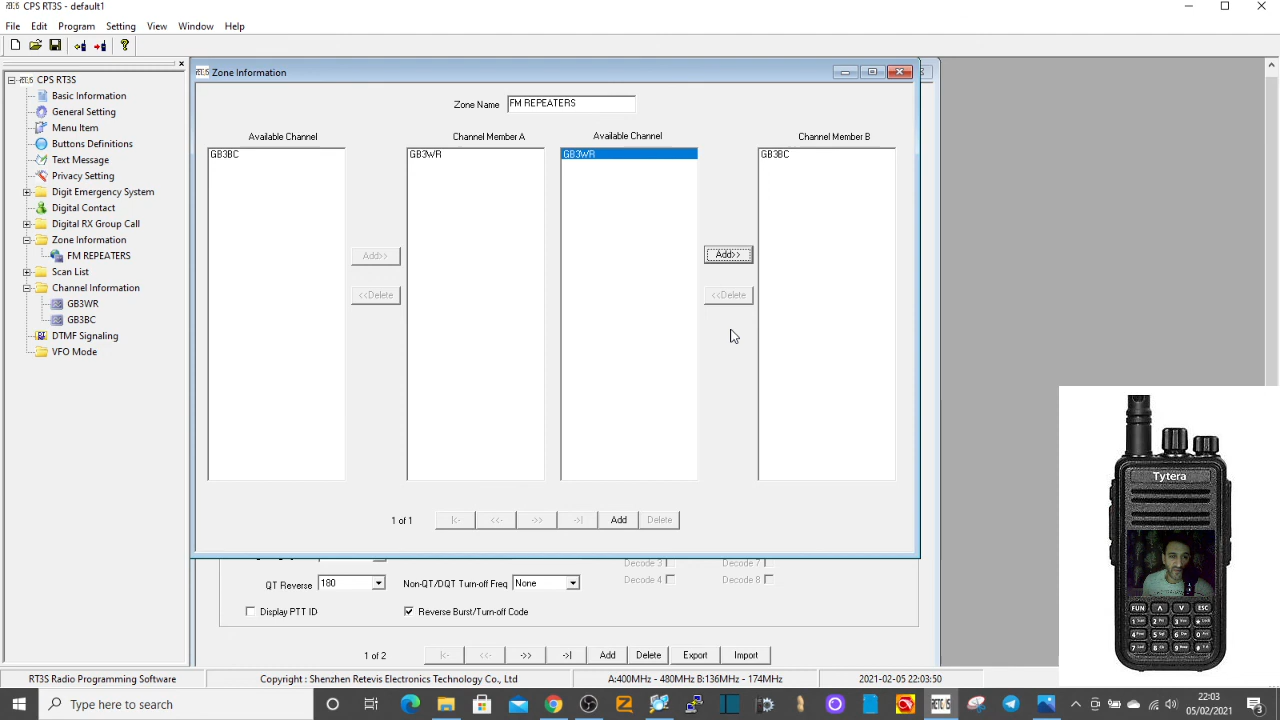 CPS RT3S - default1
File Edit Program Setting View Window Help
CPS RT3S
Basic Information
General Setting
Menu Item
Buttons Definitions
Text Message
Privacy Setting
Digit Emergency System
Digital Contact
Digital RX Group Call
Zone Information
FM REPEATERS
Scan List
Channel Information
GB3WR
GB3BC
DTMF Signaling
VFO Mode
Zone Information
Zone Name FM REPEATERS
Available Channel Channel Member A Available Channel Channel Member B
GB3BC GB3WR GB3WR GB3BC
Add>> Add>>
<<Delete <<Delete
1 of 1 |<- <<- ->> ->| Add Delete
Decode 3 Decode 7
QT Reverse 180 Non-QT/DQT Turn-off Freq None Decode 4 Decode 8
Display PTT ID Reverse Burst/Turn-off Code
1 of 2 ->> ->| Add Delete Export Import
Tytera
FUN ESC
RT3S Radio Programming Software Copyright : Shenzhen Retevis Electronics, Technology Co., Ltd A:400MHz - 480MHz B:136MHz - 174MHz 2021-02-05 22:03:50
Type here to search
22:03
05/02/2021